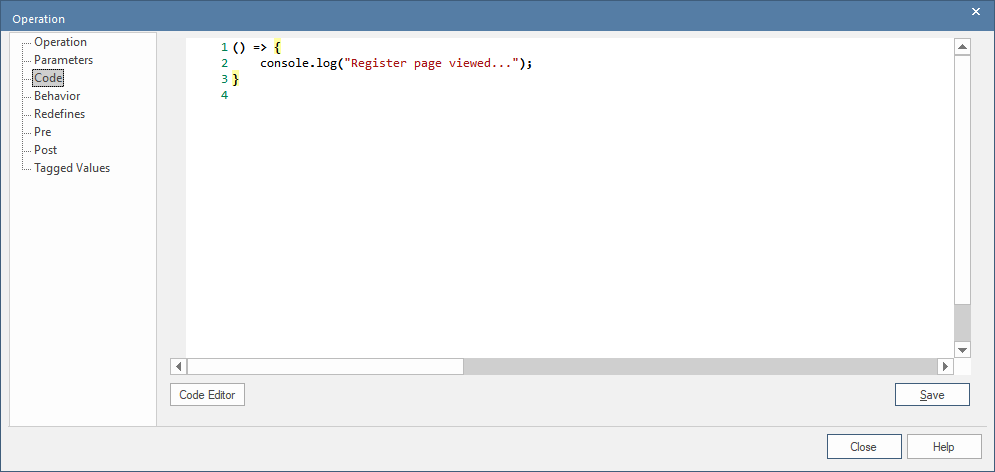 Operation
Operation
Parameters
Code
Behavior
Redefines
Pre
Post
Tagged Values
1 () => {
2     console.log("Register page viewed...");
3 }
4
Code Editor
Save
Close
Help